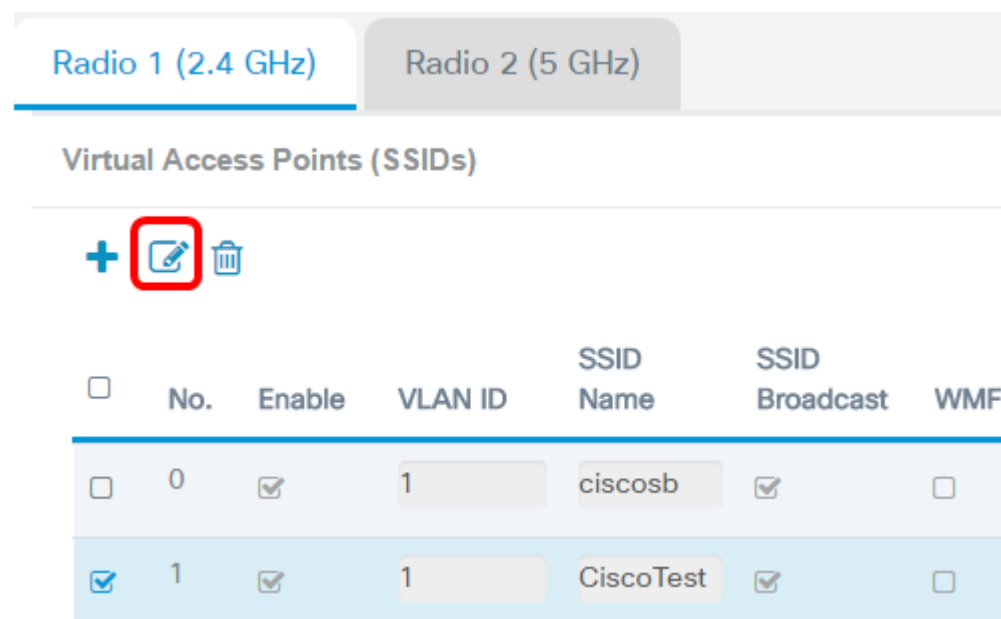 Radio 1 (2.4 GHz) Radio 2 (5 GHz)
Virtual Access Points (SSIDs)
No. Enable VLAN ID SSID Name SSID Broadcast WMF
0 1 ciscosb
1 1 CiscoTest